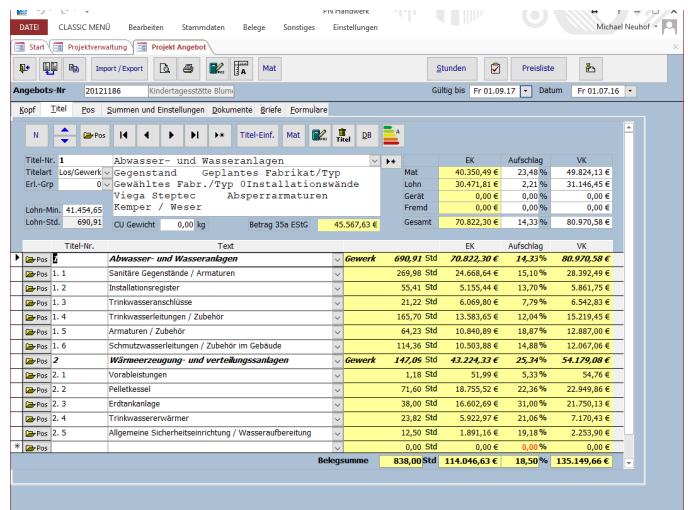 PN Handwerk
DATEI CLASSIC MENÜ Bearbeiten Stammdaten Belege Sonstiges Einstellungen Michael Neuhof
Start Projektverwaltung Projekt Angebot
Import/Export Mat Stunden Preisliste
Angebots-Nr 20121186 Kindertagesstätte Blum Gültig bis Fr 01.09.17 Datum Fr 01.07.16
Kopf Titel Pos Summen und Einstellungen Dokumente Briefe Formulare
N Pos Titel-Einf. Mat Titel DB
Titel-Nr. 1 Abwasser- und Wasseranlagen EK Aufschlag VK
Titelart Los/Gewerk Gegenstand Geplantes Fabrikat/Typ Mat 40.350,49 € 23,48 % 49.824,13 €
Erl.-Grp 0 Gewähltes Fabr./Typ 0Installationswände Lohn 30.471,81 € 2,21 % 31.146,45 €
Viega Steptec Absperrarmaturen Gerät 0,00 € 0,00 % 0,00 €
Lohn-Min. 41.454,65 Kemper / Weser Fremd 0,00 € 0,00 % 0,00 €
Lohn-Std. 690,91 CU Gewicht 0,00 kg Betrag 35a EStG 45.567,63 € Gesamt 70.822,30 € 14,33 % 80.970,58 €
Titel-Nr. Text EK Aufschlag VK
Pos 1 Abwasser- und Wasseranlagen Gewerk 690,91 Std 70.822,30 € 14,33% 80.970,58 €
Pos 1. 1 Sanitäre Gegenstände / Armaturen 269,98 Std 24.668,64 € 15,10 % 28.392,49 €
Pos 1. 2 Installationsregister 55,41 Std 5.155,44 € 13,70 % 5.861,75 €
Pos 1. 3 Trinkwasseranschlüsse 21,22 Std 6.069,80 € 7,79 % 6.542,83 €
Pos 1. 4 Trinkwasserleitungen / Zubehör 165,70 Std 13.583,65 € 12,04 % 15.219,45 €
Pos 1. 5 Armaturen / Zubehör 64,23 Std 10.840,89 € 18,87 % 12.887,00 €
Pos 1. 6 Schmutzwasserleitungen / Zubehör im Gebäude 114,36 Std 10.503,88 € 14,88 % 12.067,06 €
Pos 2 Wärmeerzeugung- und verteilungssanlagen Gewerk 147,09 Std 43.224,33 € 25,34% 54.179,08 €
Pos 2. 1 Vorableistungen 1,18 Std 51,99 € 5,33 % 54,76 €
Pos 2. 2 Pelletkessel 71,60 Std 18.755,52 € 22,36 % 22.949,86 €
Pos 2. 3 Erdtankanlage 38,00 Std 16.602,69 € 31,00 % 21.750,13 €
Pos 2. 4 Trinkwassererwärmer 23,82 Std 5.922,97 € 21,06 % 7.170,43 €
Pos 2. 5 Allgemeine Sicherheitseinrichtung / Wasseraufbereitung 12,50 Std 1.891,16 € 19,18 % 2.253,90 €
* Pos 0,00 Std 0,00 € 0,00 % 0,00 €
Belegsumme 838,00 Std 114.046,63 € 18,50 % 135.149,66 €